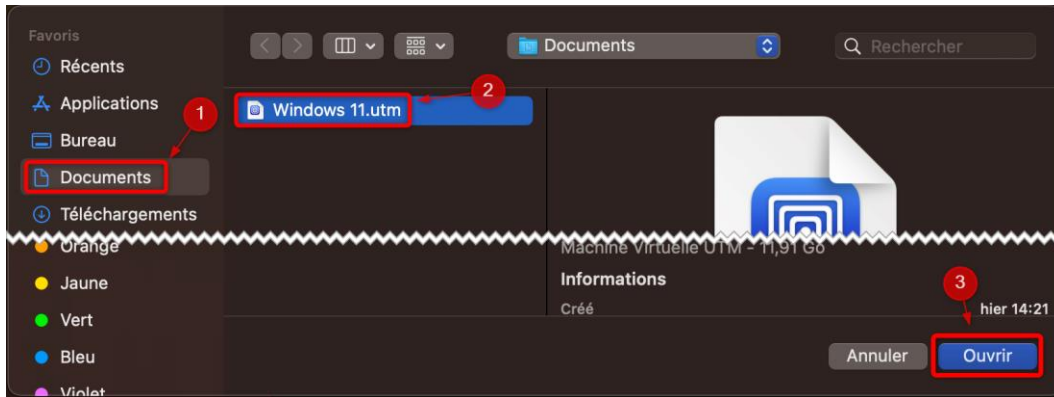 Favoris
Récents
Applications
Bureau
Documents
Téléchargements
Orange
Jaune
Vert
Bleu
Violet
1
Documents
Rechercher
Windows 11.utm
2
Machine Virtuelle UTM - 11,91 Go
Informations
Créé
hier 14:21
3
Annuler
Ouvrir